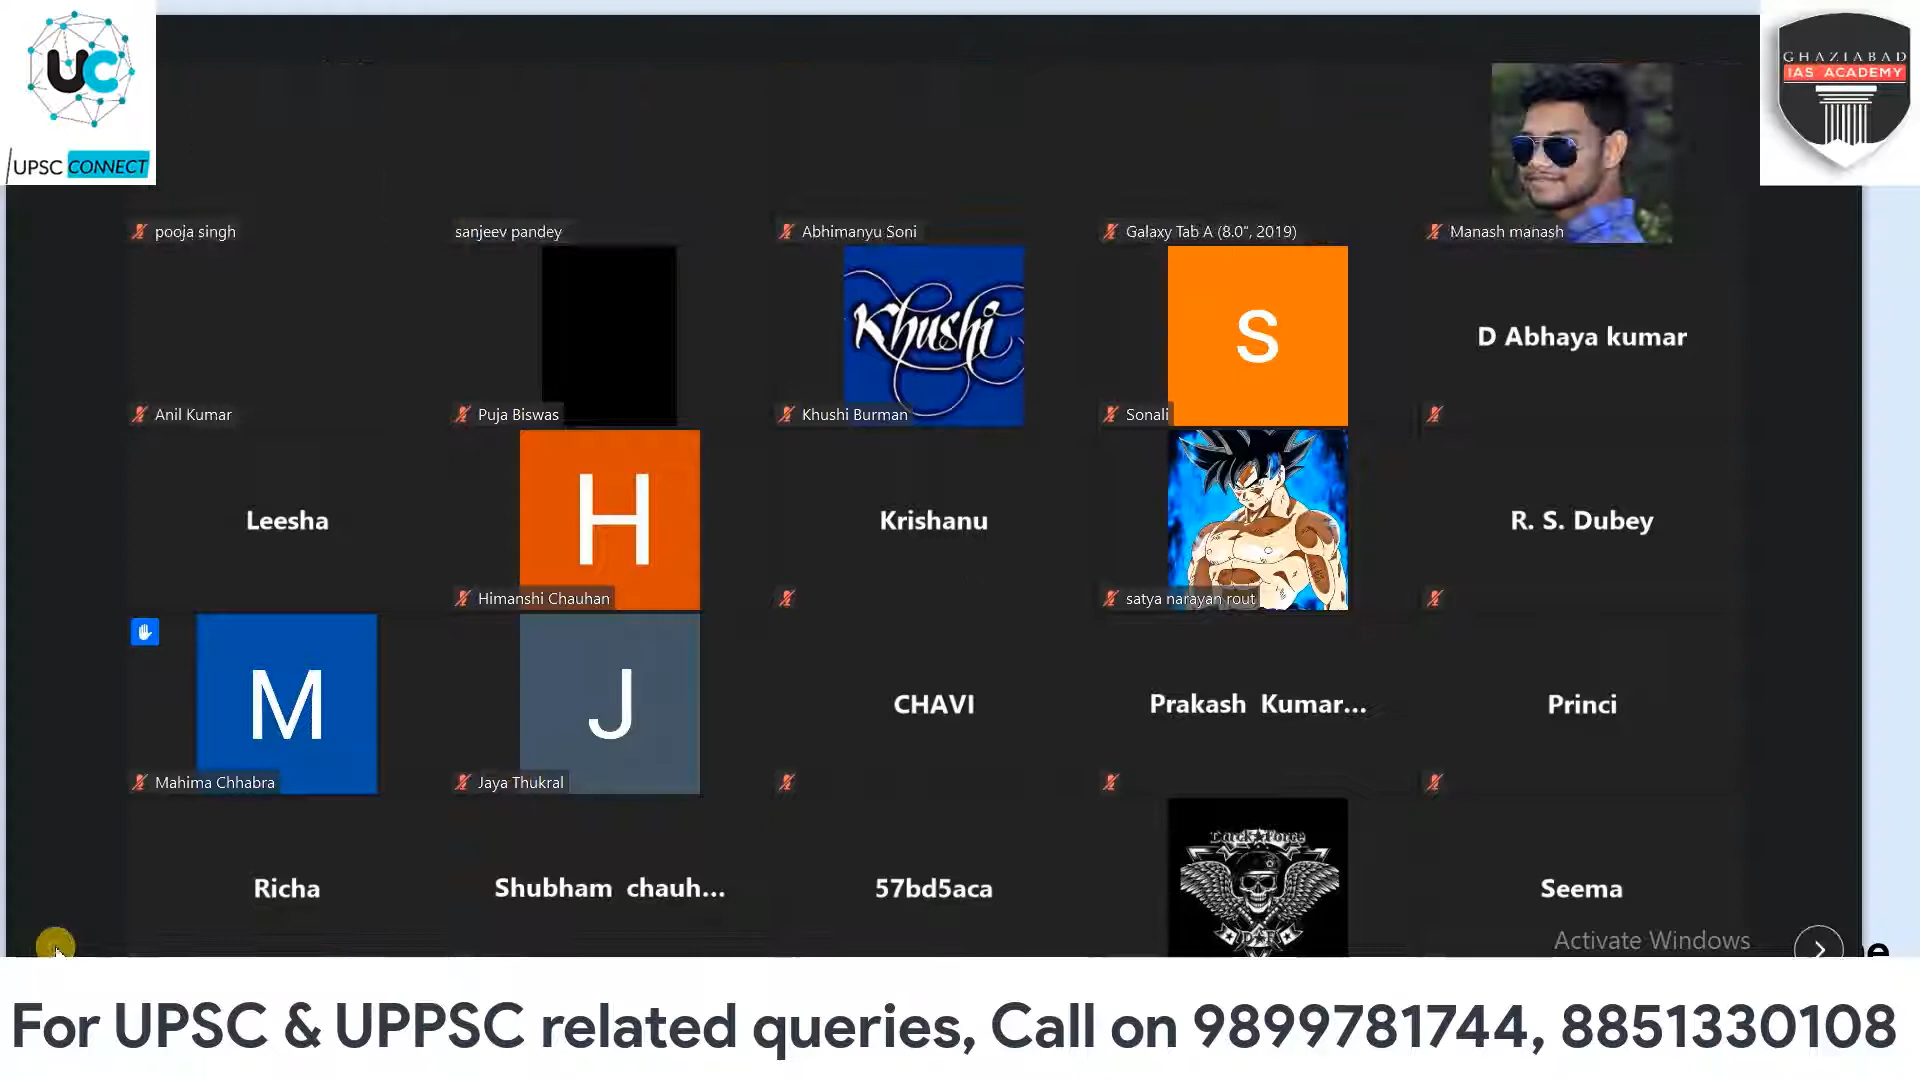 UC
UPSC CONNECT
GHAZIABAD
IAS ACADEMY
pooja singh
sanjeev pandey
Abhimanyu Soni
Galaxy Tab A (8.0", 2019)
Manash manash
Khushi
S
D Abhaya kumar
Anil Kumar
Puja Biswas
Khushi Burman
Sonali
Leesha
H
Krishanu
R. S. Dubey
Himanshi Chauhan
satya narayan rout
M
J
CHAVI
Prakash Kumar...
Princi
Mahima Chhabra
Jaya Thukral
Richa
Shubham chauh...
57bd5aca
Dark Force
DF
Seema
Activate Windows
For UPSC & UPPSC related queries, Call on 9899781744, 8851330108